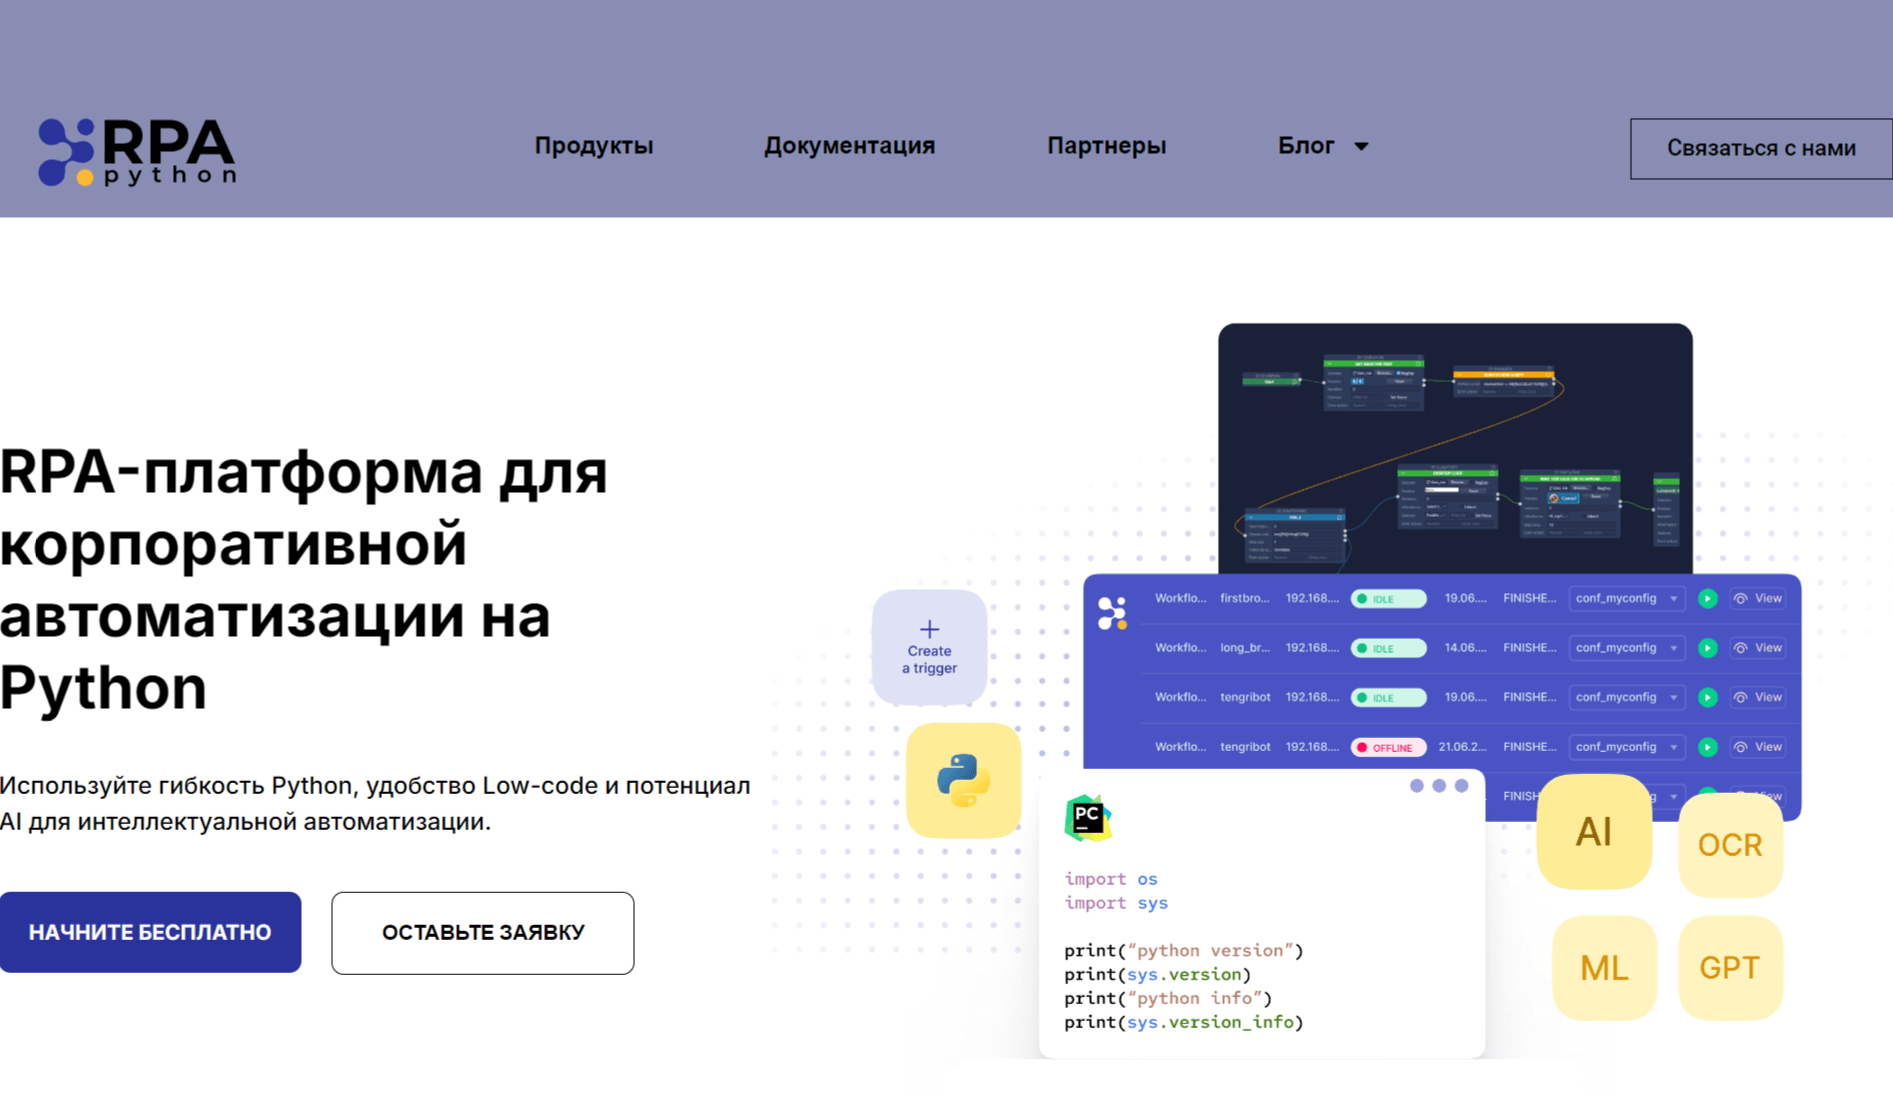 RPA
python
Продукты
Документация
Партнеры
Блог
Связаться с нами
RPA-платформа для
корпоративной
автоматизации на
Python
Используйте гибкость Python, удобство Low-code и потенциал
AI для интеллектуальной автоматизации.
НАЧНИТЕ БЕСПЛАТНО
ОСТАВЬТЕ ЗАЯВКУ
+
Create
a trigger
Workflo... firstbro... 192.168.... IDLE 19.06.... FINISHE... conf_myconfig View
Workflo... long_br... 192.168.... IDLE 14.06.... FINISHE... conf_myconfig View
Workflo... tengribot 192.168.... IDLE 19.06.... FINISHE... conf_myconfig View
Workflo... tengribot 192.168.... OFFLINE 21.06.2... FINISHE... conf_myconfig View
PC
import os
import sys
print(“python version”)
print(sys.version)
print(“python info”)
print(sys.version_info)
AI
OCR
ML
GPT